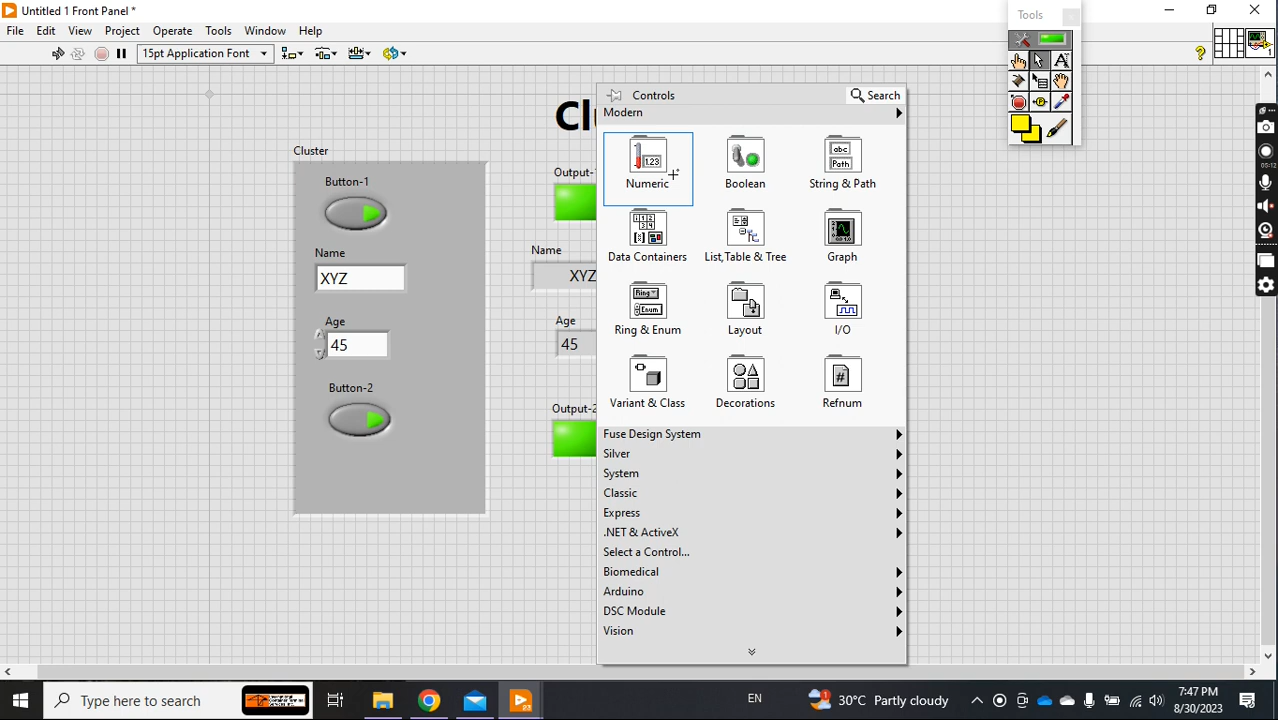 Untitled 1 Front Panel *
File Edit View Project Operate Tools Window Help
15pt Application Font
Tools
1
Controls
Search
Modern
Numeric
Boolean
String & Path
Data Containers
List, Table & Tree
Graph
Ring & Enum
Layout
I/O
Variant & Class
Decorations
Refnum
Fuse Design System
Silver
System
Classic
Express
.NET & ActiveX
Select a Control...
Biomedical
Arduino
DSC Module
Vision
Cluster
Button-1
Name
XYZ
Age
45
Button-2
Output-
Name
XYZ
Age
45
Output-2
05:12
Type here to search
EN
30°C Partly cloudy
7:47 PM
8/30/2023